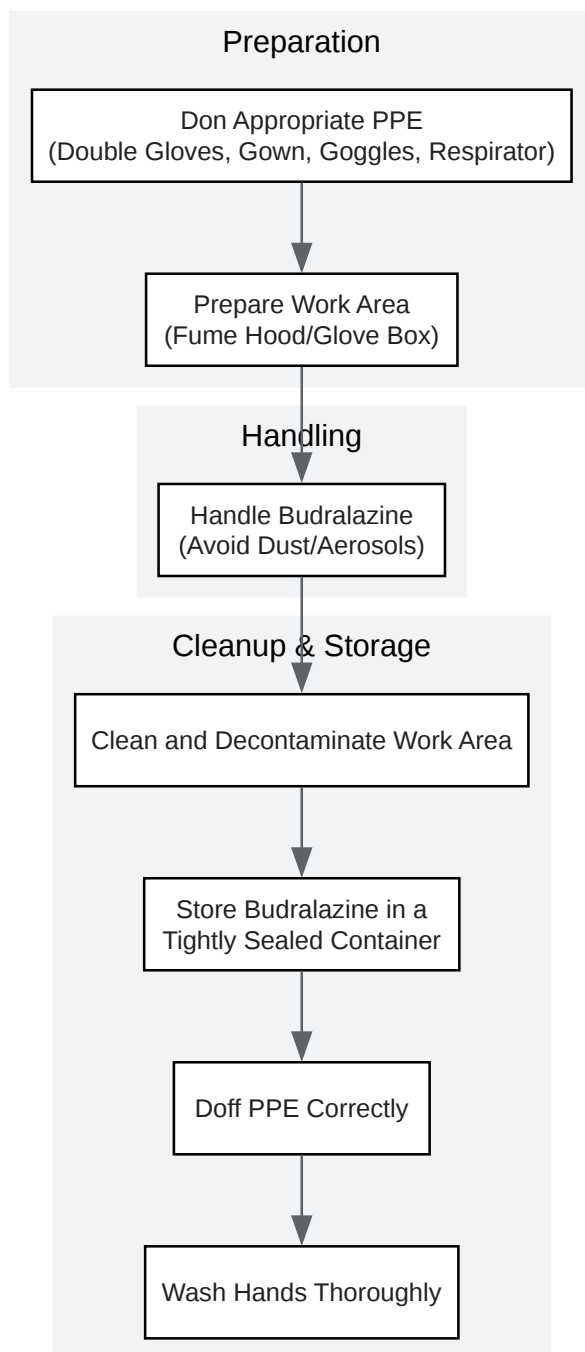 Preparation
Don Appropriate PPE
(Double Gloves, Gown, Goggles, Respirator)
Prepare Work Area
(Fume Hood/Glove Box)
Handling
Handle Budralazine
(Avoid Dust/Aerosols)
Cleanup & Storage
Clean and Decontaminate Work Area
Store Budralazine in a
Tightly Sealed Container
Doff PPE Correctly
Wash Hands Thoroughly